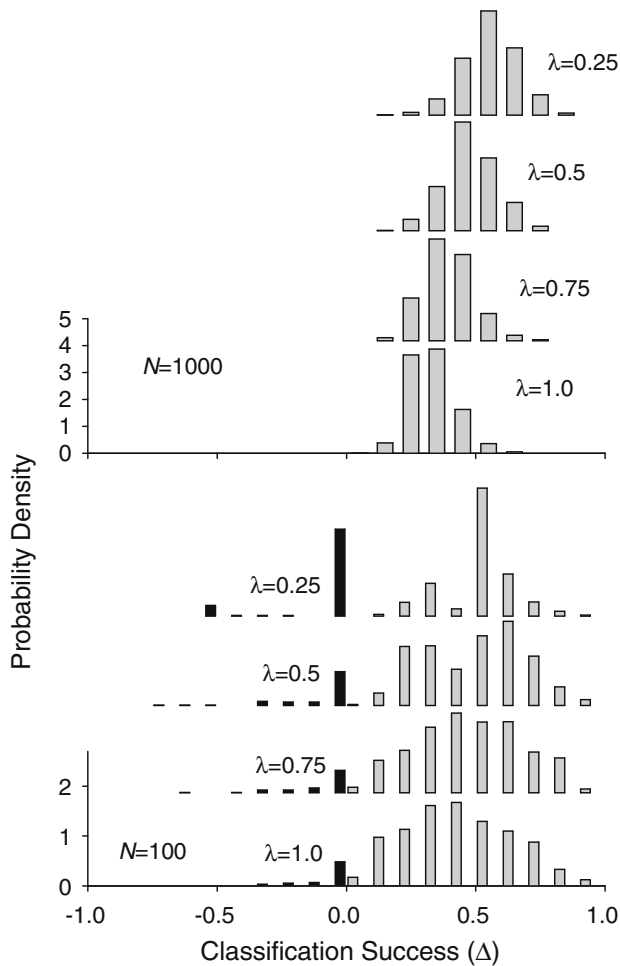 λ=0.25
λ=0.5
λ=0.75
λ=1.0
N=1000
5
4
3
2
1
0
Probability Density
λ=0.25
λ=0.5
λ=0.75
λ=1.0
N=100
2
1
0
-1.0 -0.5 0.0 0.5 1.0
Classification Success (Δ)